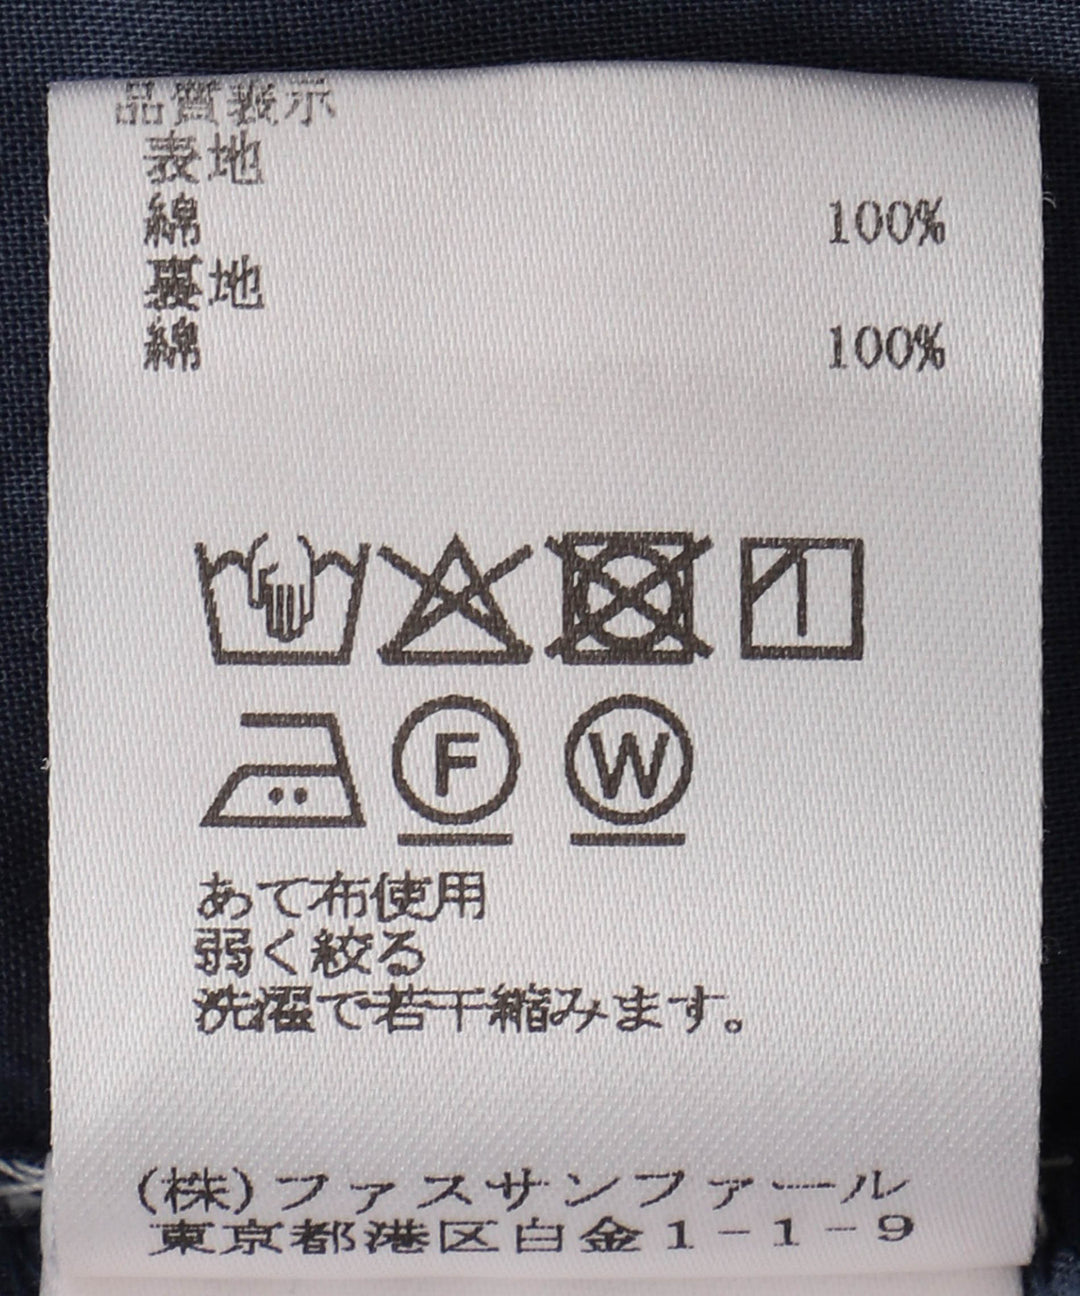 品質表示
表地
綿 100%
裏地
綿 100%
F W
あて布使用
弱く絞る
洗濯で若干縮みます。
(株)ファスサンファール
東京都港区白金1-1-9